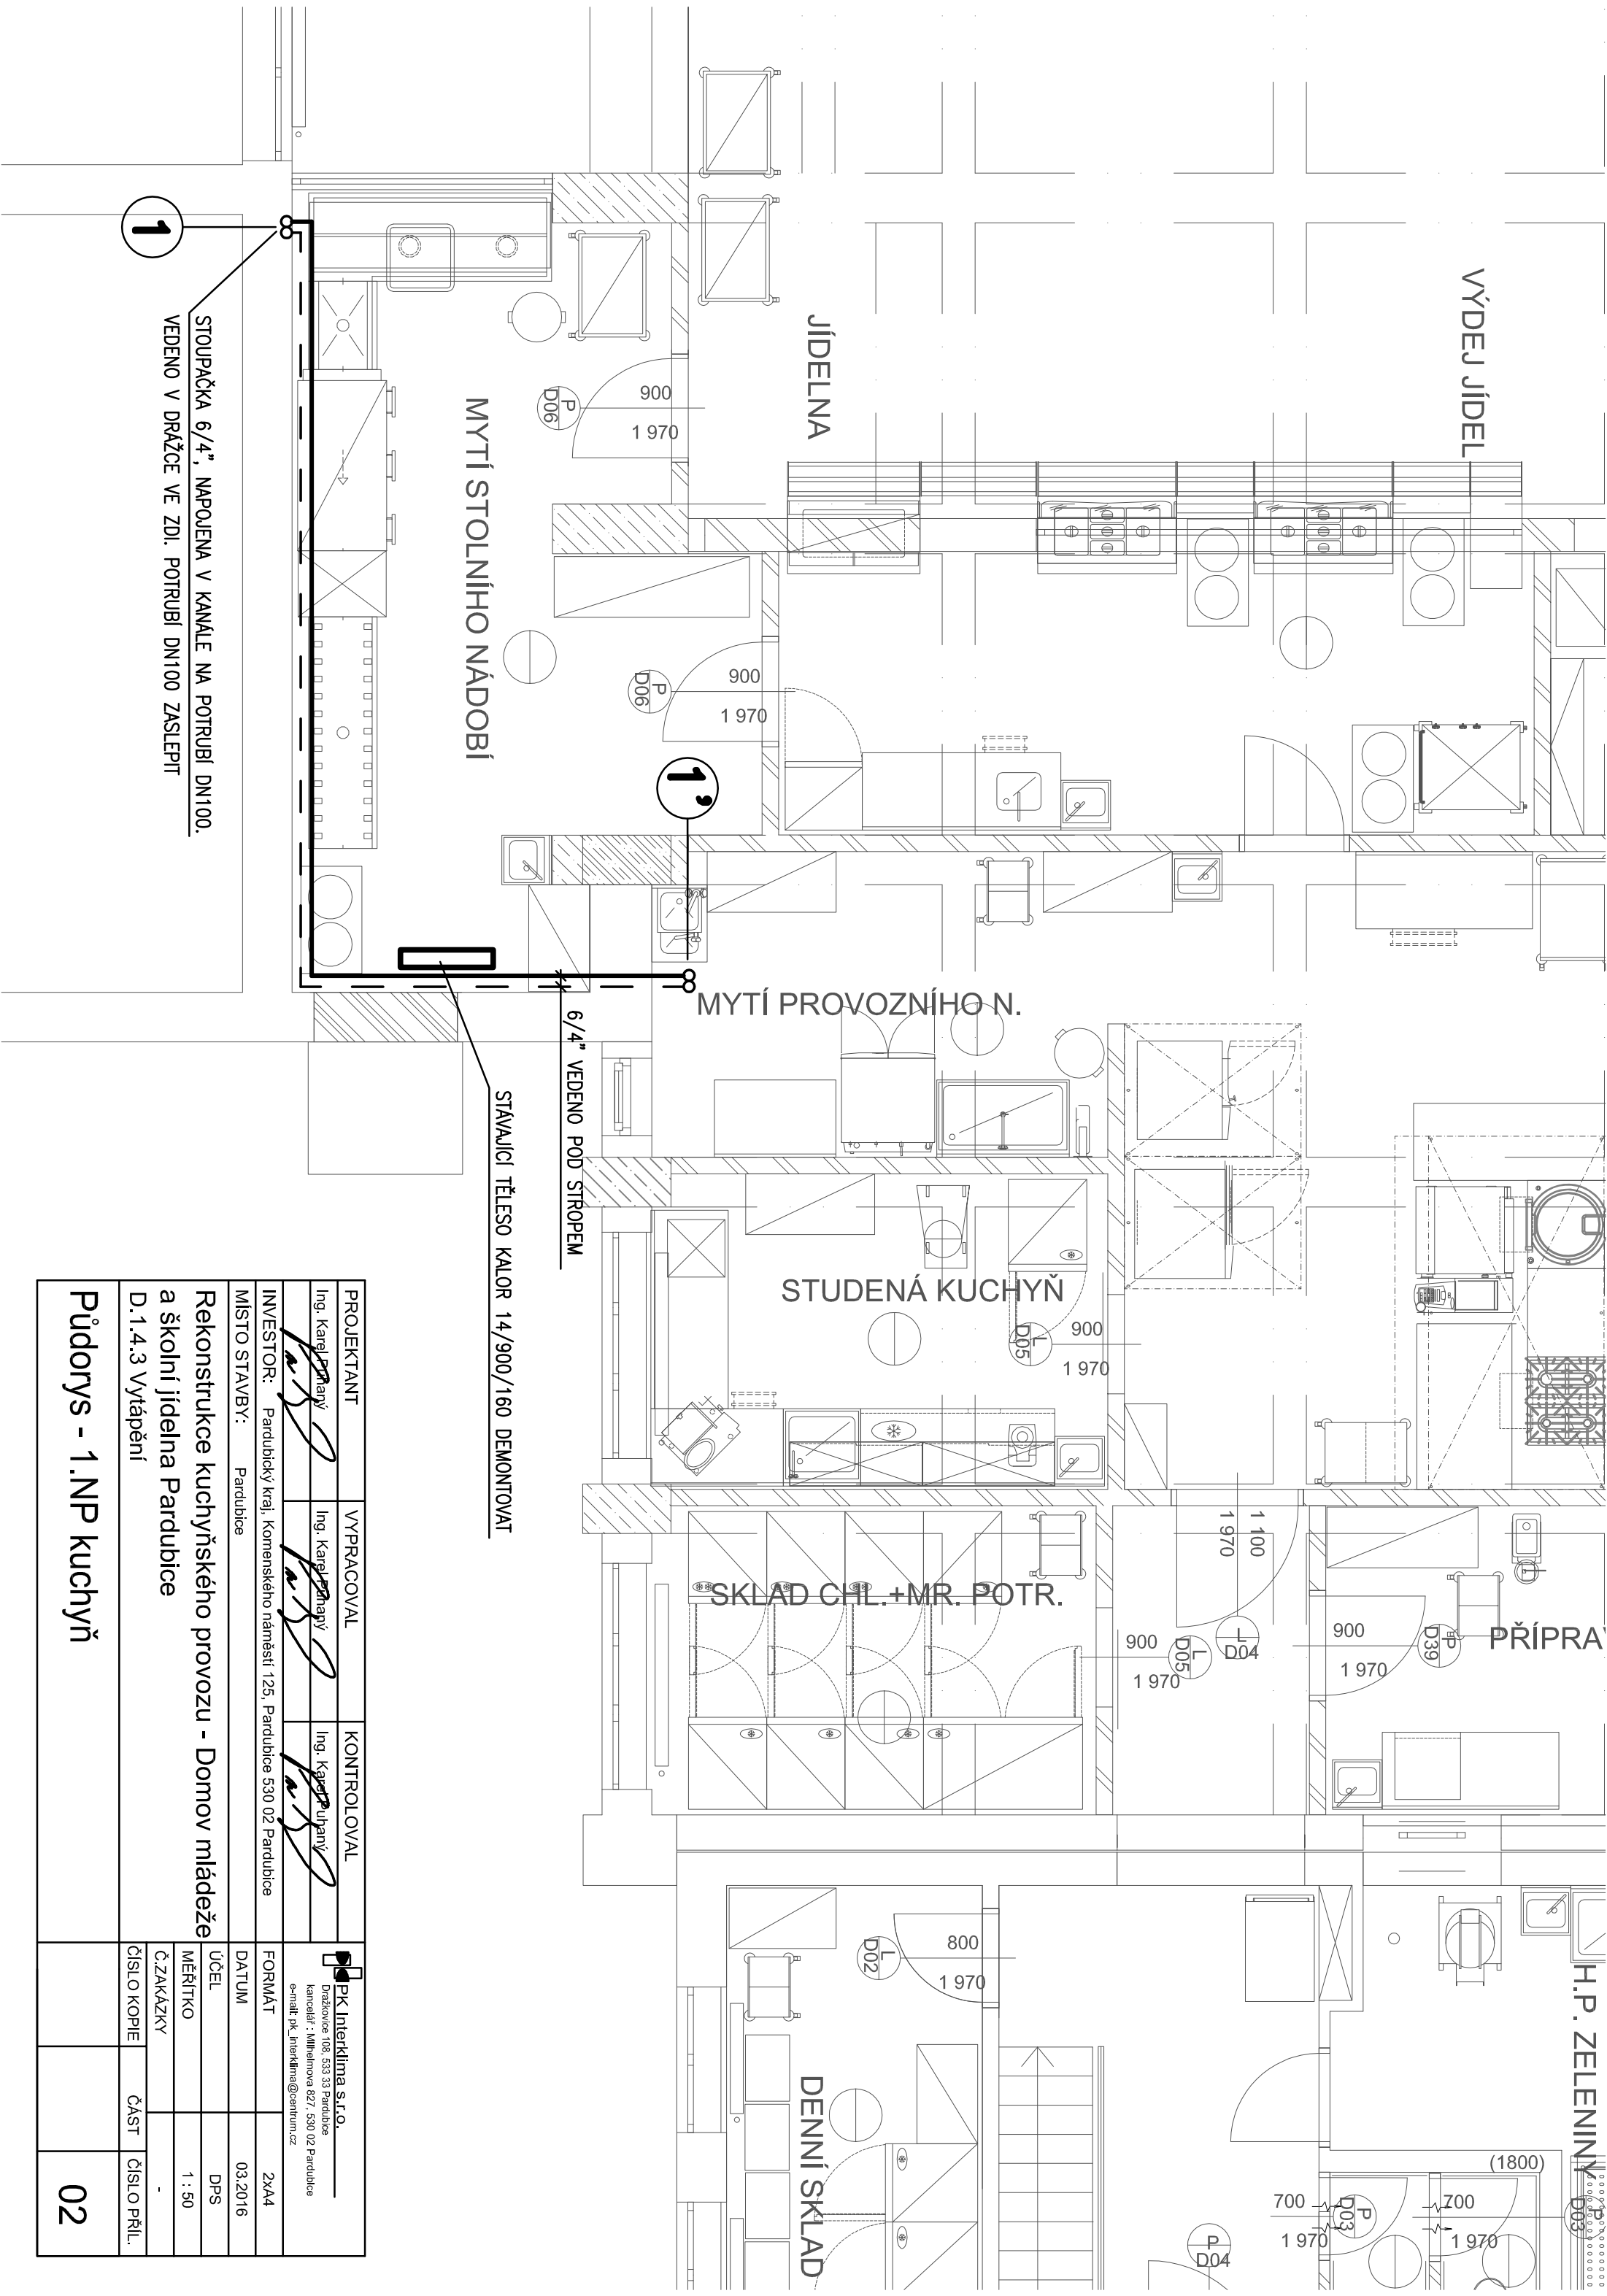 VÝDEJ JÍDEL
JÍDELNA
MYTÍ STOLNÍHO NÁDOBÍ
900
1 970
P
D06
900
1 970
P
D06
1
1'
STOUPAČKA 6/4", NAPOJENA V KANÁLE NA POTRUBÍ DN100.
VEDENO V DRÁŽCE VE ZDI. POTRUBÍ DN100 ZASLEPIT
MYTÍ PROVOZNÍHO N.
6/4" VEDENO POD STROPEM
STÁVAJÍCÍ TĚLESO KALOR 14/900/160 DEMONTOVAT
STUDENÁ KUCHYŇ
L
D05
900
1 970
1 100
1 970
L
D04
SKLAD CHL.+MR. POTR.
900
1 970
L
D05
900
1 970
P
D39
PŘÍPRAV
H.P. ZELENINY
800
1 970
L
D02
DENNÍ SKLAD
(1800)
700
1 970
P
D03
700
1 970
P
D03
P
D04
PROJEKTANT
VYPRACOVAL
KONTROLOVAL
Ing. Karel Puhaný
Ing. Karel Puhaný
Ing. Karel Puhaný
PK Interklima s.r.o.
Dražkovice 108, 533 33 Pardubice
kancelář : Milheimova 827, 530 02 Pardubice
e-mail: pk_interklima@centrum.cz
INVESTOR: Pardubický kraj, Komenského náměstí 125, Pardubice 530 02 Pardubice
MÍSTO STAVBY: Pardubice
Rekonstrukce kuchyňského provozu - Domov mládeže
a školní jídelna Pardubice
D.1.4.3 Vytápění
FORMÁT 2xA4
DATUM 03.2016
ÚČEL DPS
MĚŘÍTKO 1 : 50
Č.ZAKÁZKY -
ČÍSLO KOPIE
ČÁST
ČÍSLO PŘÍL.
Půdorys - 1.NP kuchyň
02